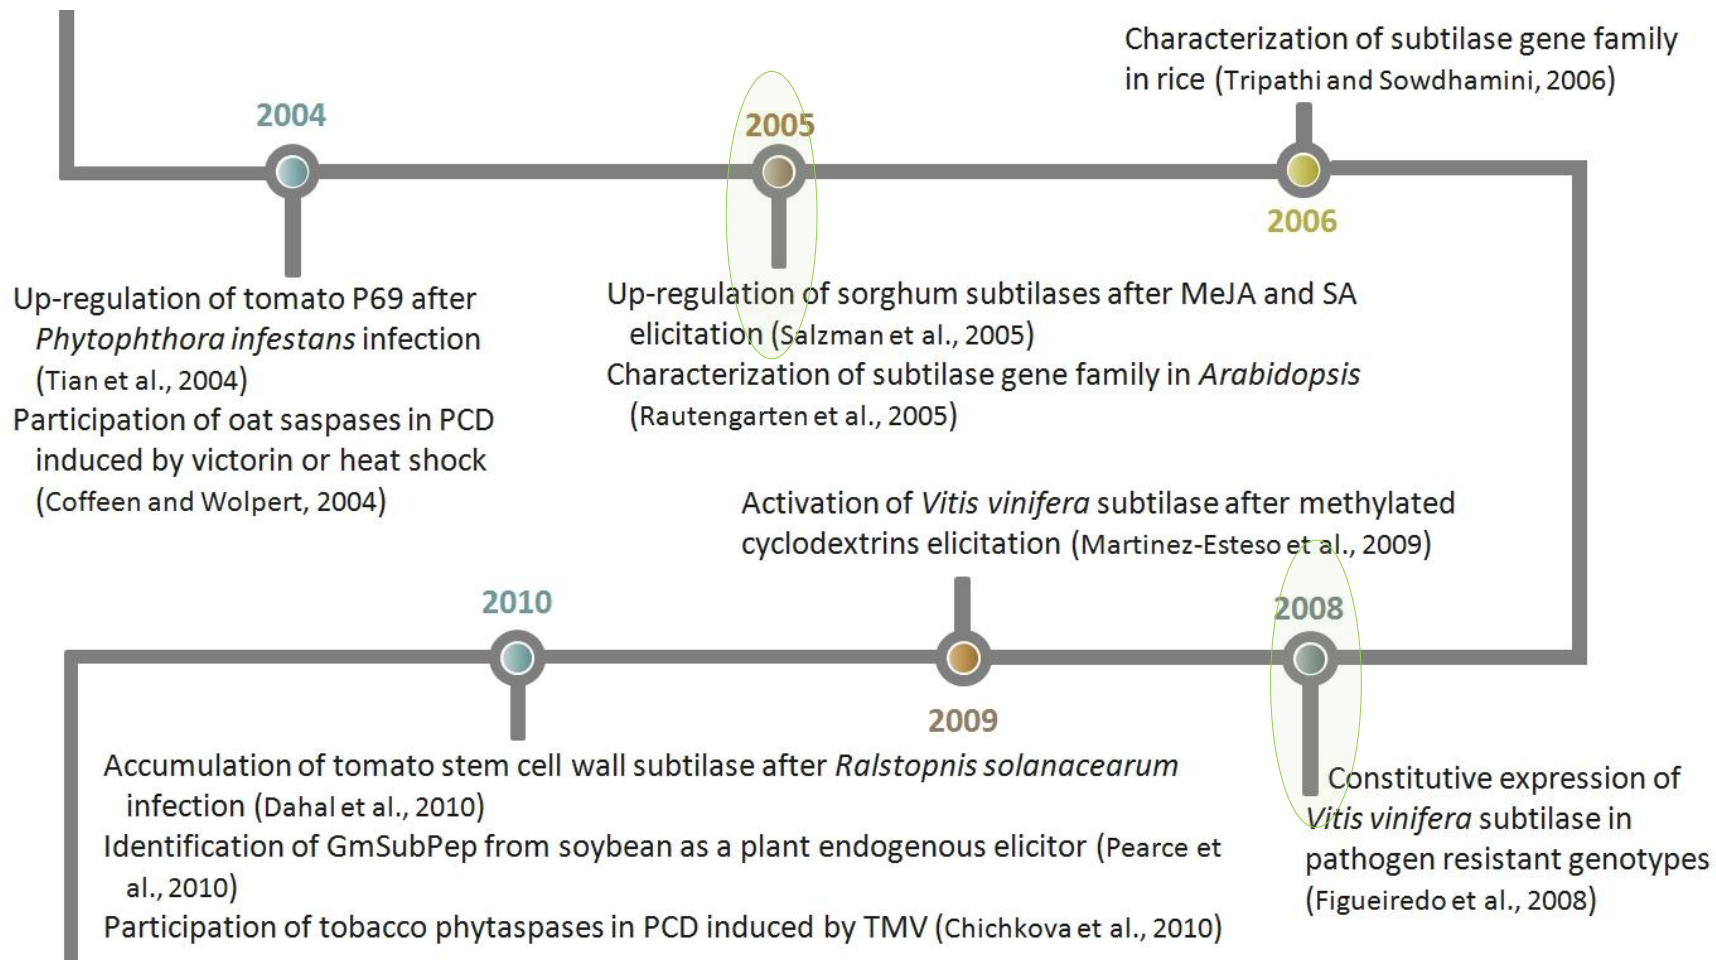 Characterization of subtilase gene family
in rice (Tripathi and Sowdhamini, 2006)
2004
2005
2006
Up-regulation of tomato P69 after
Phytophthora infestans infection
(Tian et al., 2004)
Participation of oat saspases in PCD
induced by victorin or heat shock
(Coffeen and Wolpert, 2004)
Up-regulation of sorghum subtilases after MeJA and SA
elicitation (Salzman et al., 2005)
Characterization of subtilase gene family in Arabidopsis
(Rautengarten et al., 2005)
Activation of Vitis vinifera subtilase after methylated
cyclodextrins elicitation (Martinez-Esteso et al., 2009)
2010
2008
2009
Accumulation of tomato stem cell wall subtilase after Ralstopnis solanacearum
infection (Dahal et al., 2010)
Identification of GmSubPep from soybean as a plant endogenous elicitor (Pearce et
al., 2010)
Participation of tobacco phytaspases in PCD induced by TMV (Chichkova et al., 2010)
Constitutive expression of
Vitis vinifera subtilase in
pathogen resistant genotypes
(Figueiredo et al., 2008)